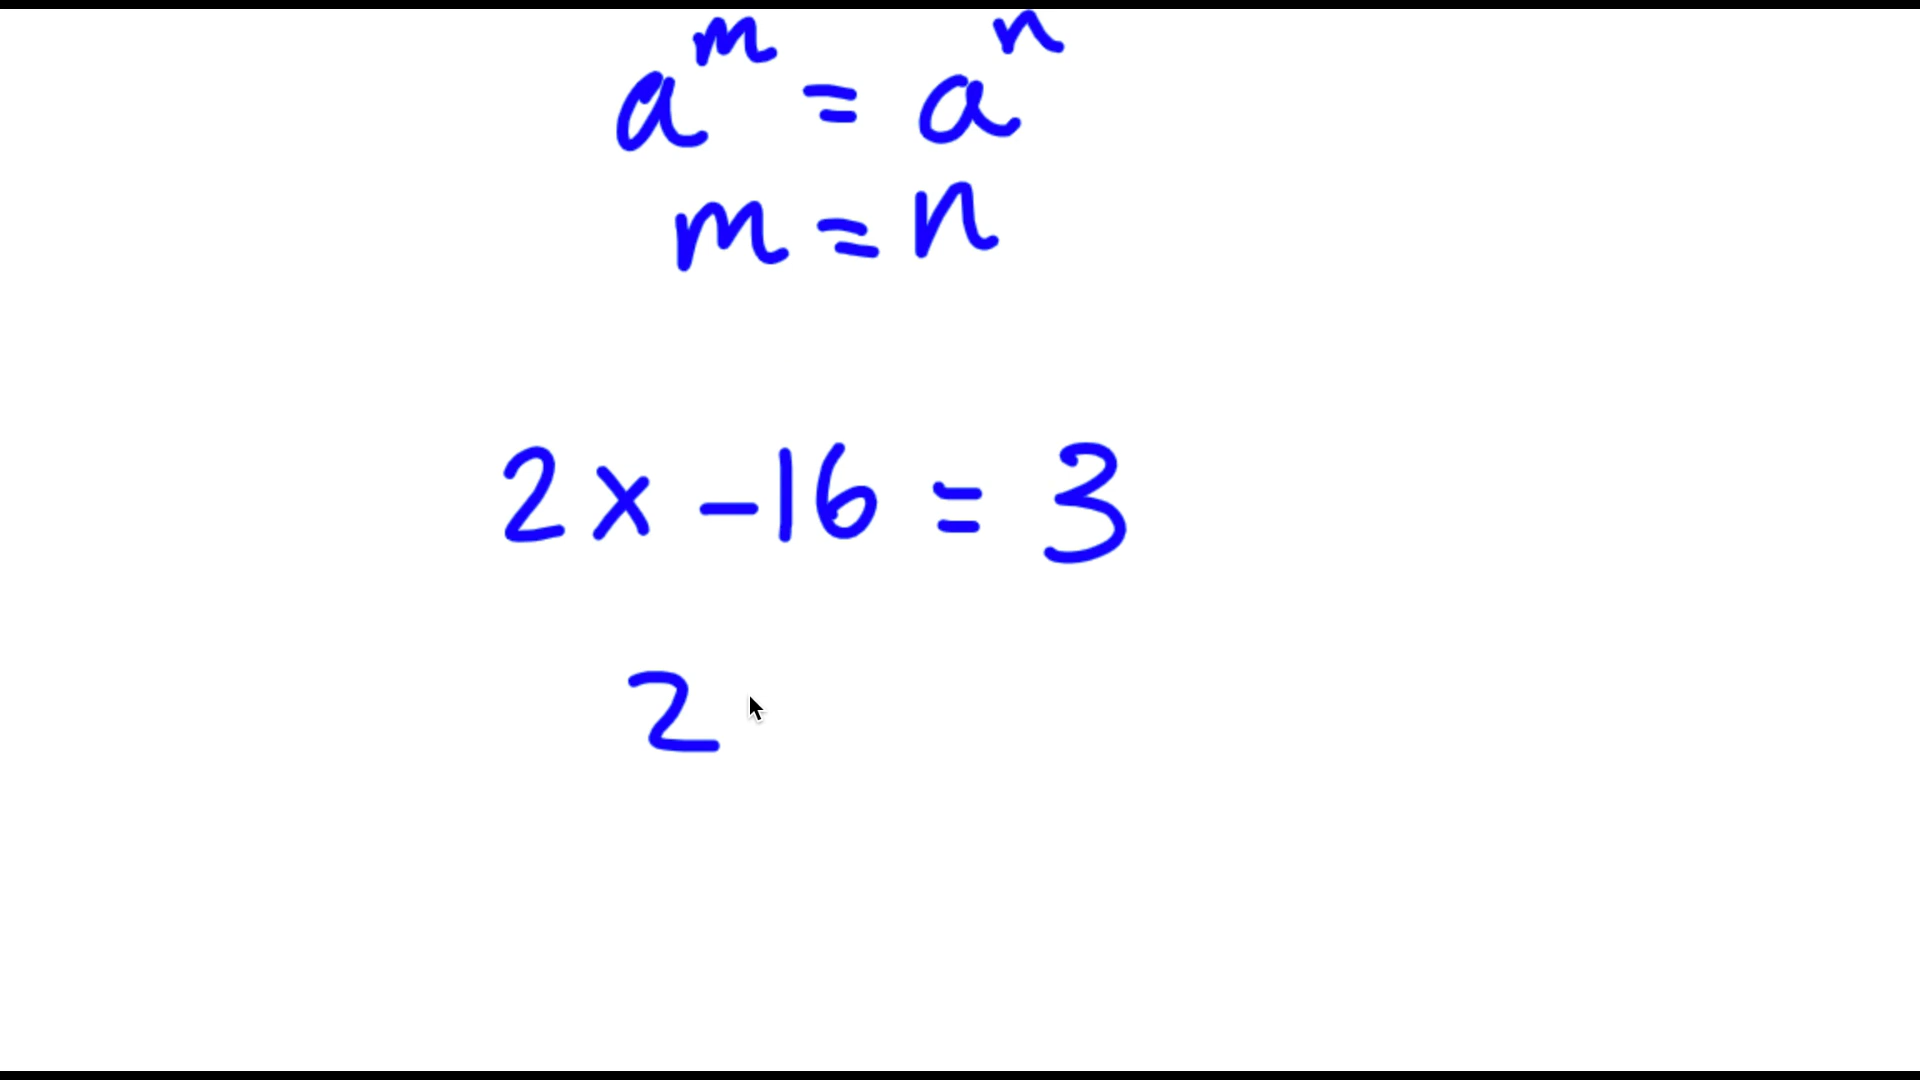 a^m = a^n
m = n
2x - 16 = 3
2